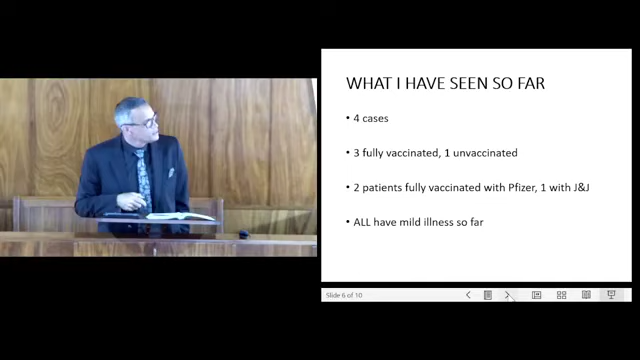 WHAT I HAVE SEEN SO FAR
• 4 cases
• 3 fully vaccinated, 1 unvaccinated
• 2 patients fully vaccinated with Pfizer, 1 with J&J
• ALL have mild illness so far
Slide 6 of 10